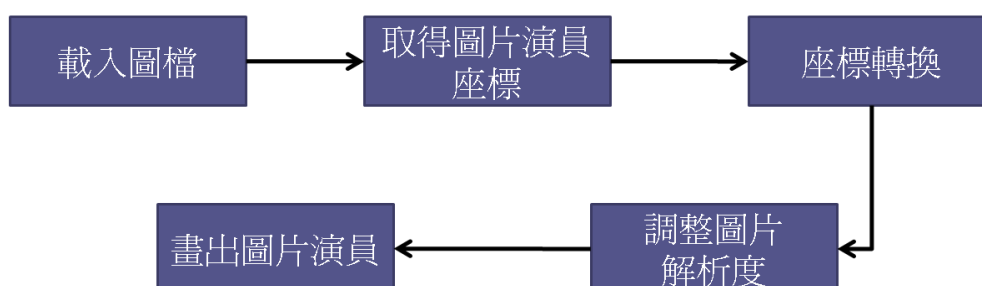 載入圖檔
取得圖片演員
座標
座標轉換
調整圖片
解析度
畫出圖片演員